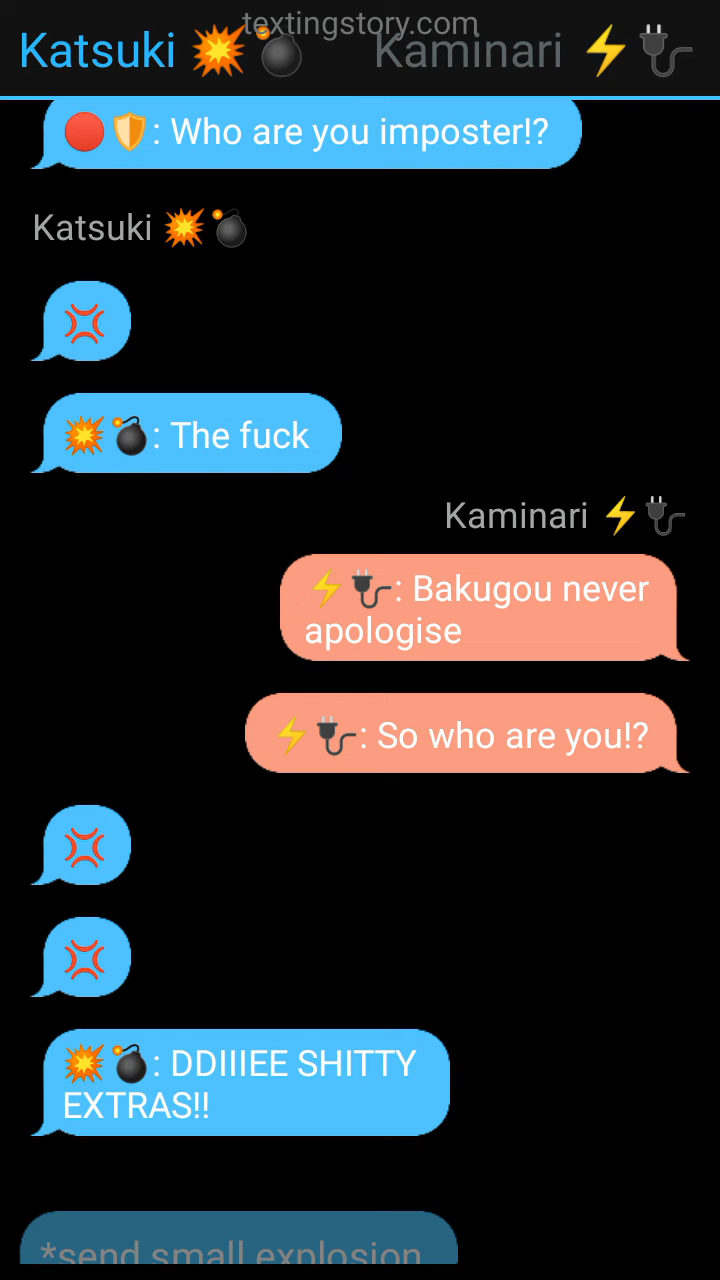 textingstory.com
Katsuki 💥💣 Kaminari ⚡🔌
🔴🛡️: Who are you imposter!?
Katsuki 💥💣
💢
💥💣: The fuck
Kaminari ⚡🔌
⚡🔌: Bakugou never
apologise
⚡🔌: So who are you!?
💢
💢
💥💣: DDIIIEE SHITTY
EXTRAS!!
*send small explosion